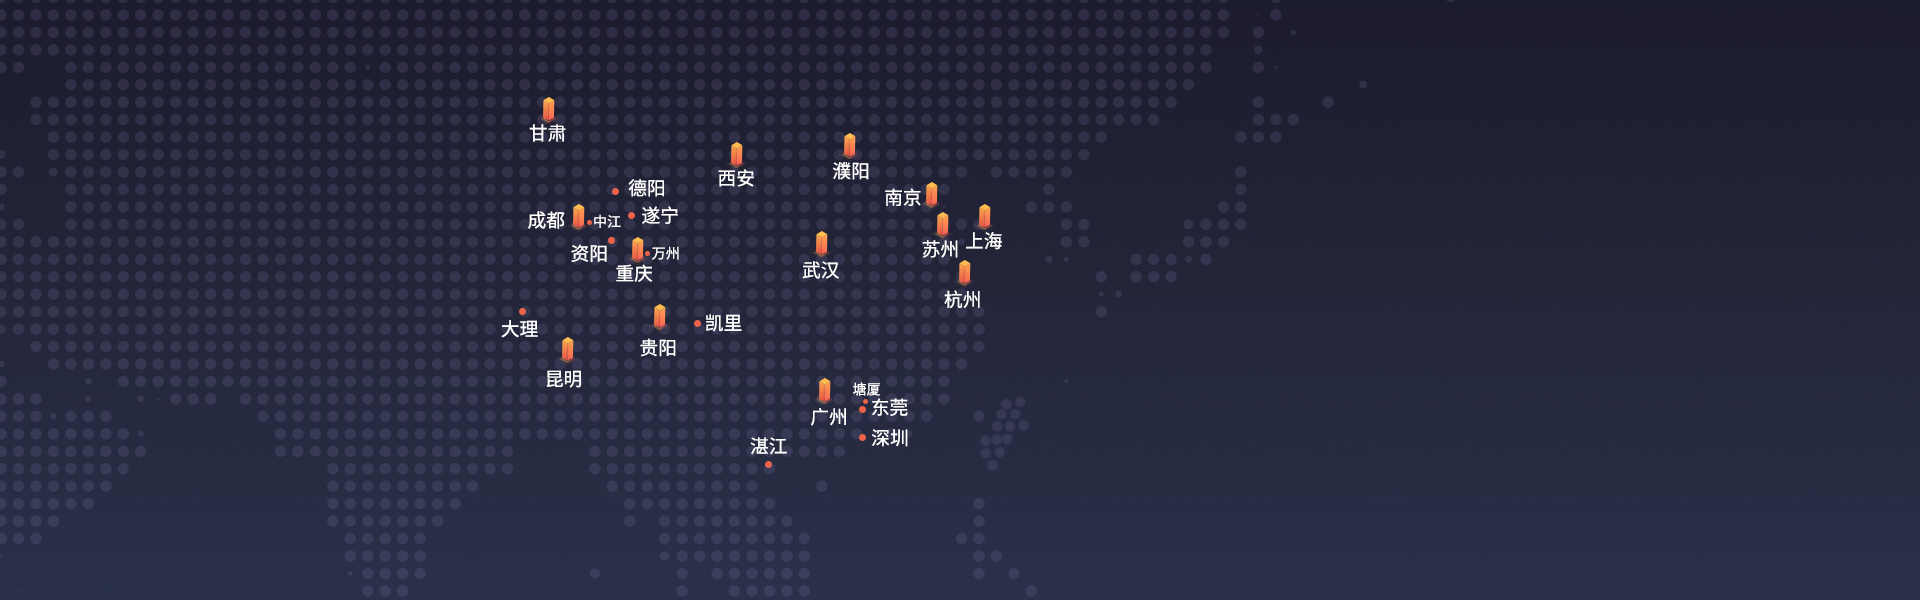 甘肃
濮阳
西安
德阳
南京
遂宁
成都
中江
上海
苏州
资阳
万州
武汉
重庆
杭州
凯里
大理
贵阳
昆明
塘厦
东莞
广州
深圳
湛江